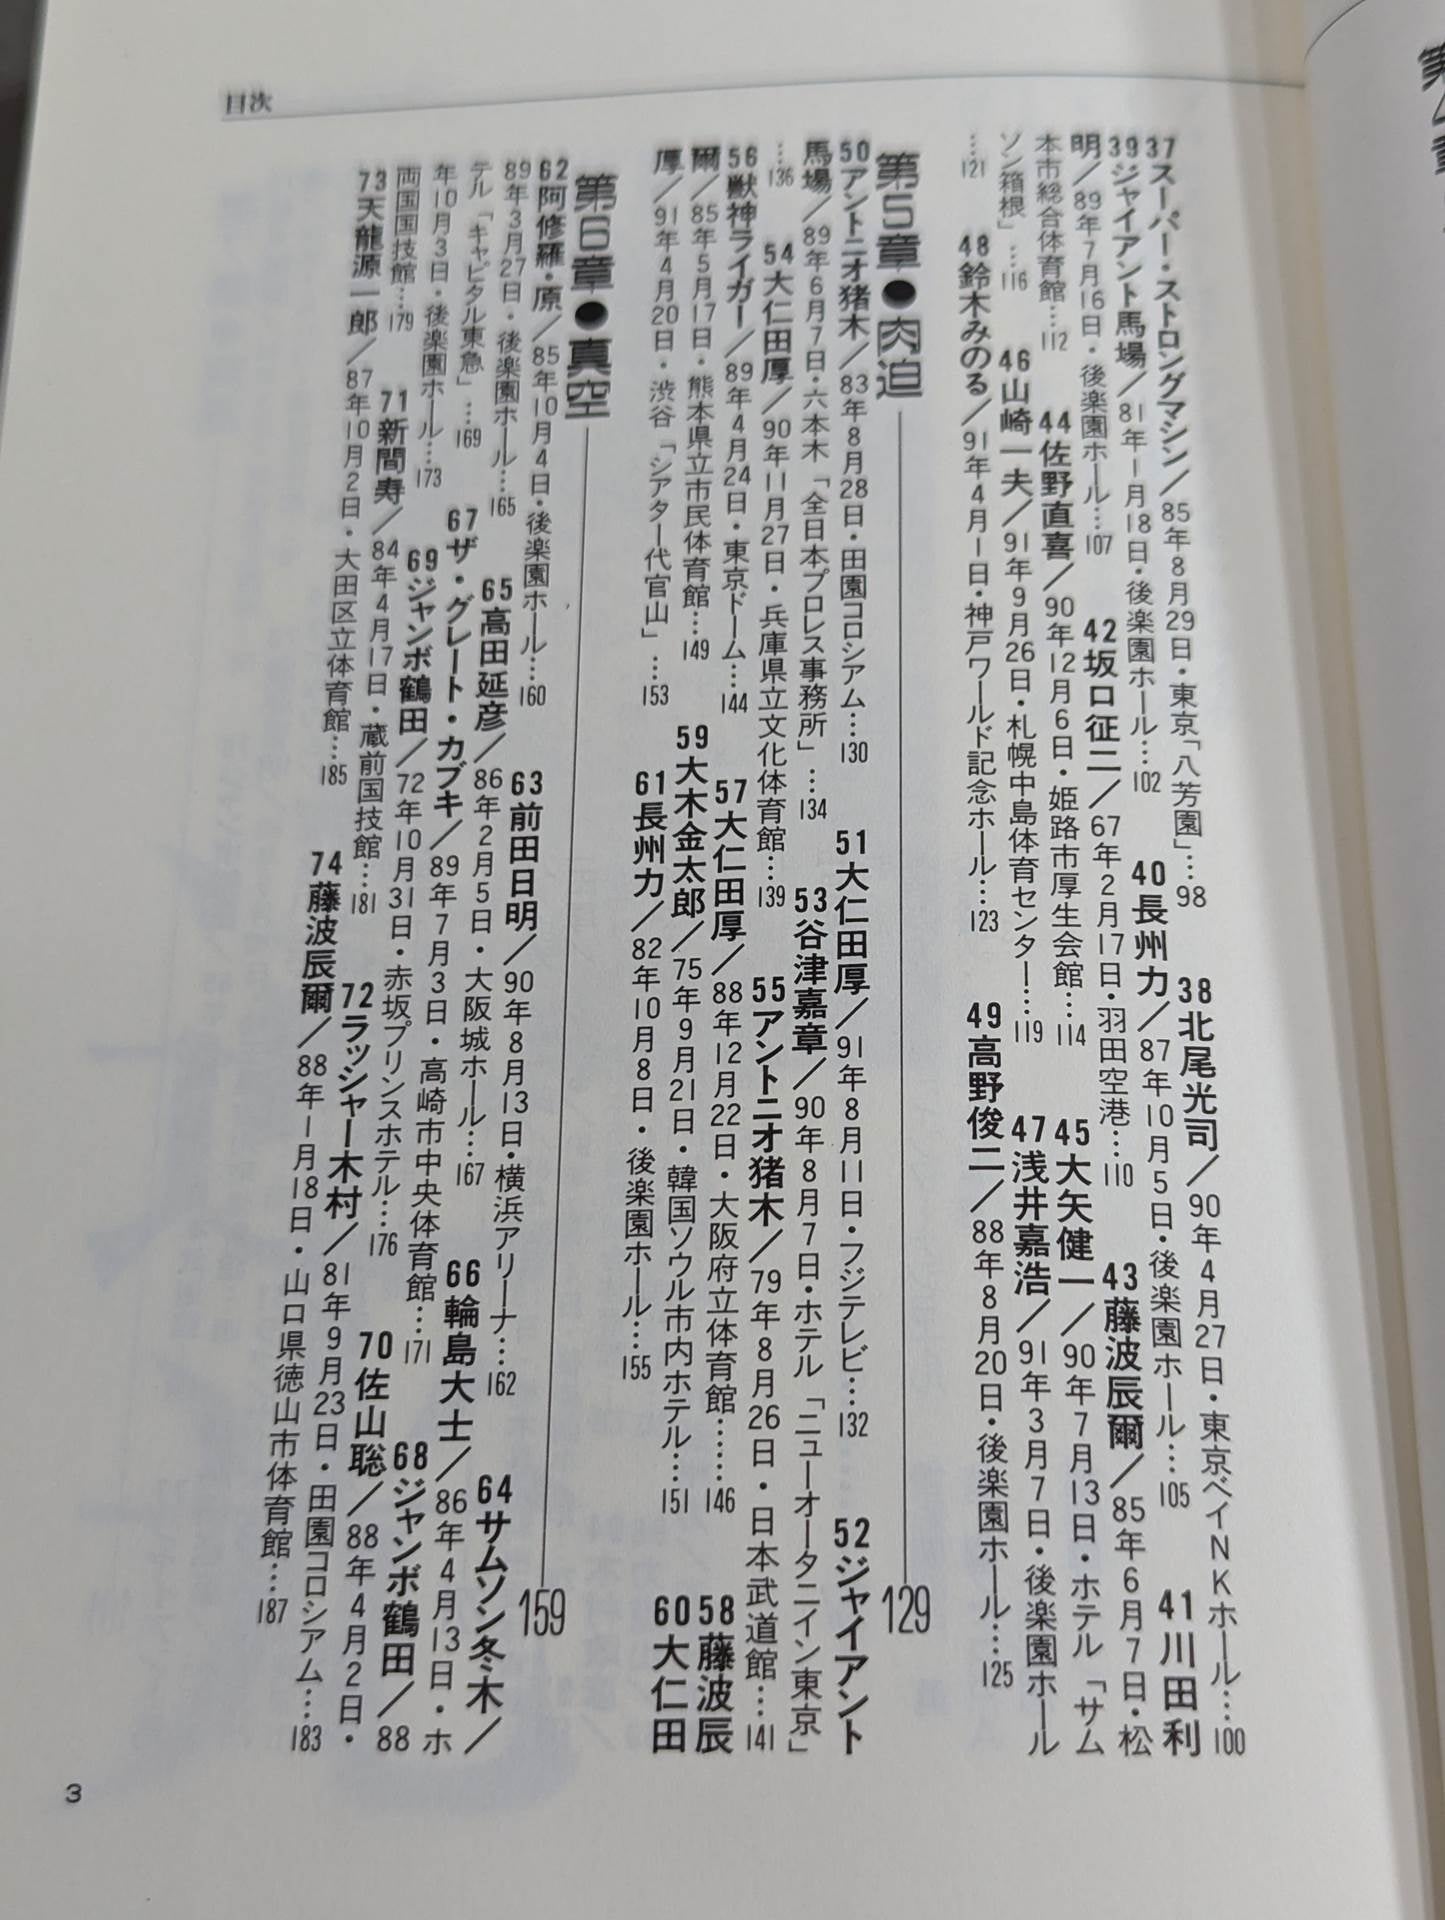 目次
37スーパー・ストロングマシン／85年8月29日・東京「八芳園」…98　38北尾光司／90年4月27日・東京ベイNKホール…100
39ジャイアント馬場／81年1月18日・後楽園ホール…102　40長州力／87年10月5日・後楽園ホール…105　41川田利
明／89年7月16日・後楽園ホール…107　42坂口征二／67年2月17日・羽田空港…110　43藤波辰爾／85年6月7日・松
本市総合体育館…112　44佐野直喜／90年12月6日・姫路市厚生会館…114　45大矢健一／90年7月13日・ホテル「サム
ソン箱根」…116　46山崎一夫／91年9月26日・札幌中島体育センター…119　47浅井嘉浩／91年3月7日・後楽園ホール
…121　48鈴木みのる／91年4月1日・神戸ワールド記念ホール…123　49高野俊二／88年8月20日・後楽園ホール…125
第5章●肉迫　129
50アントニオ猪木／83年8月28日・田園コロシアム…130　51大仁田厚／91年8月11日・フジテレビ…132　52ジャイアント
馬場／89年6月7日・六本木「全日本プロレス事務所」…134　53谷津嘉章／90年8月7日・ホテル「ニューオータニイン東京」
…136　54大仁田厚／90年11月27日・兵庫県立文化体育館…139　55アントニオ猪木／79年8月26日・日本武道館…141
56獣神ライガー／89年4月24日・東京ドーム…144　57大仁田厚／88年12月22日・大阪府立体育館……146　58藤波辰
爾／85年5月17日・熊本県立市民体育館…149　59大木金太郎／75年9月21日・韓国ソウル市内ホテル…151　60大仁田
厚／91年4月20日・渋谷「シアター代官山」…153　61長州力／82年10月8日・後楽園ホール…155
第6章●真空　159
62阿修羅・原／85年10月4日・後楽園ホール…160　63前田日明／90年8月13日・横浜アリーナ…162　64サムソン冬木／
89年3月27日・後楽園ホール…165　65高田延彦／86年2月5日・大阪城ホール…167　66輪島大士／86年4月13日・ホ
テル「キャピタル東急」…169　67ザ・グレート・カブキ／89年7月3日・高崎市中央体育館…171　68ジャンボ鶴田／88
年10月3日・後楽園ホール…173　69ジャンボ鶴田／72年10月31日・赤坂プリンスホテル…176　70佐山聡／88年4月2日・
両国国技館…179　71新間寿／84年4月17日・蔵前国技館…181　72ラッシャー木村／81年9月23日・田園コロシアム…183
73天龍源一郎／87年10月2日・大田区立体育館…185　74藤波辰爾／88年1月18日・山口県徳山市体育館…187
3